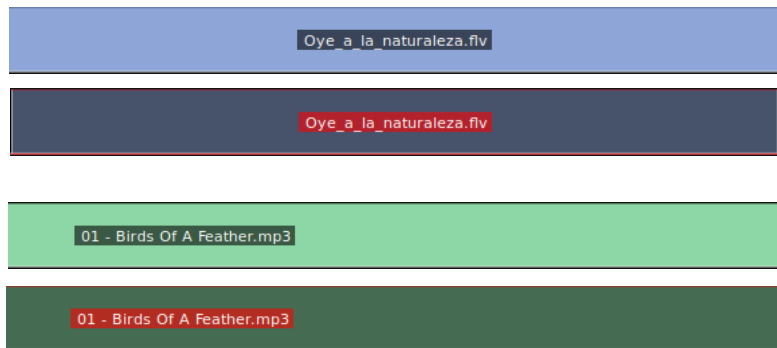 Oye_a_la_naturaleza.flv
Oye_a_la_naturaleza.flv
01 - Birds Of A Feather.mp3
01 - Birds Of A Feather.mp3